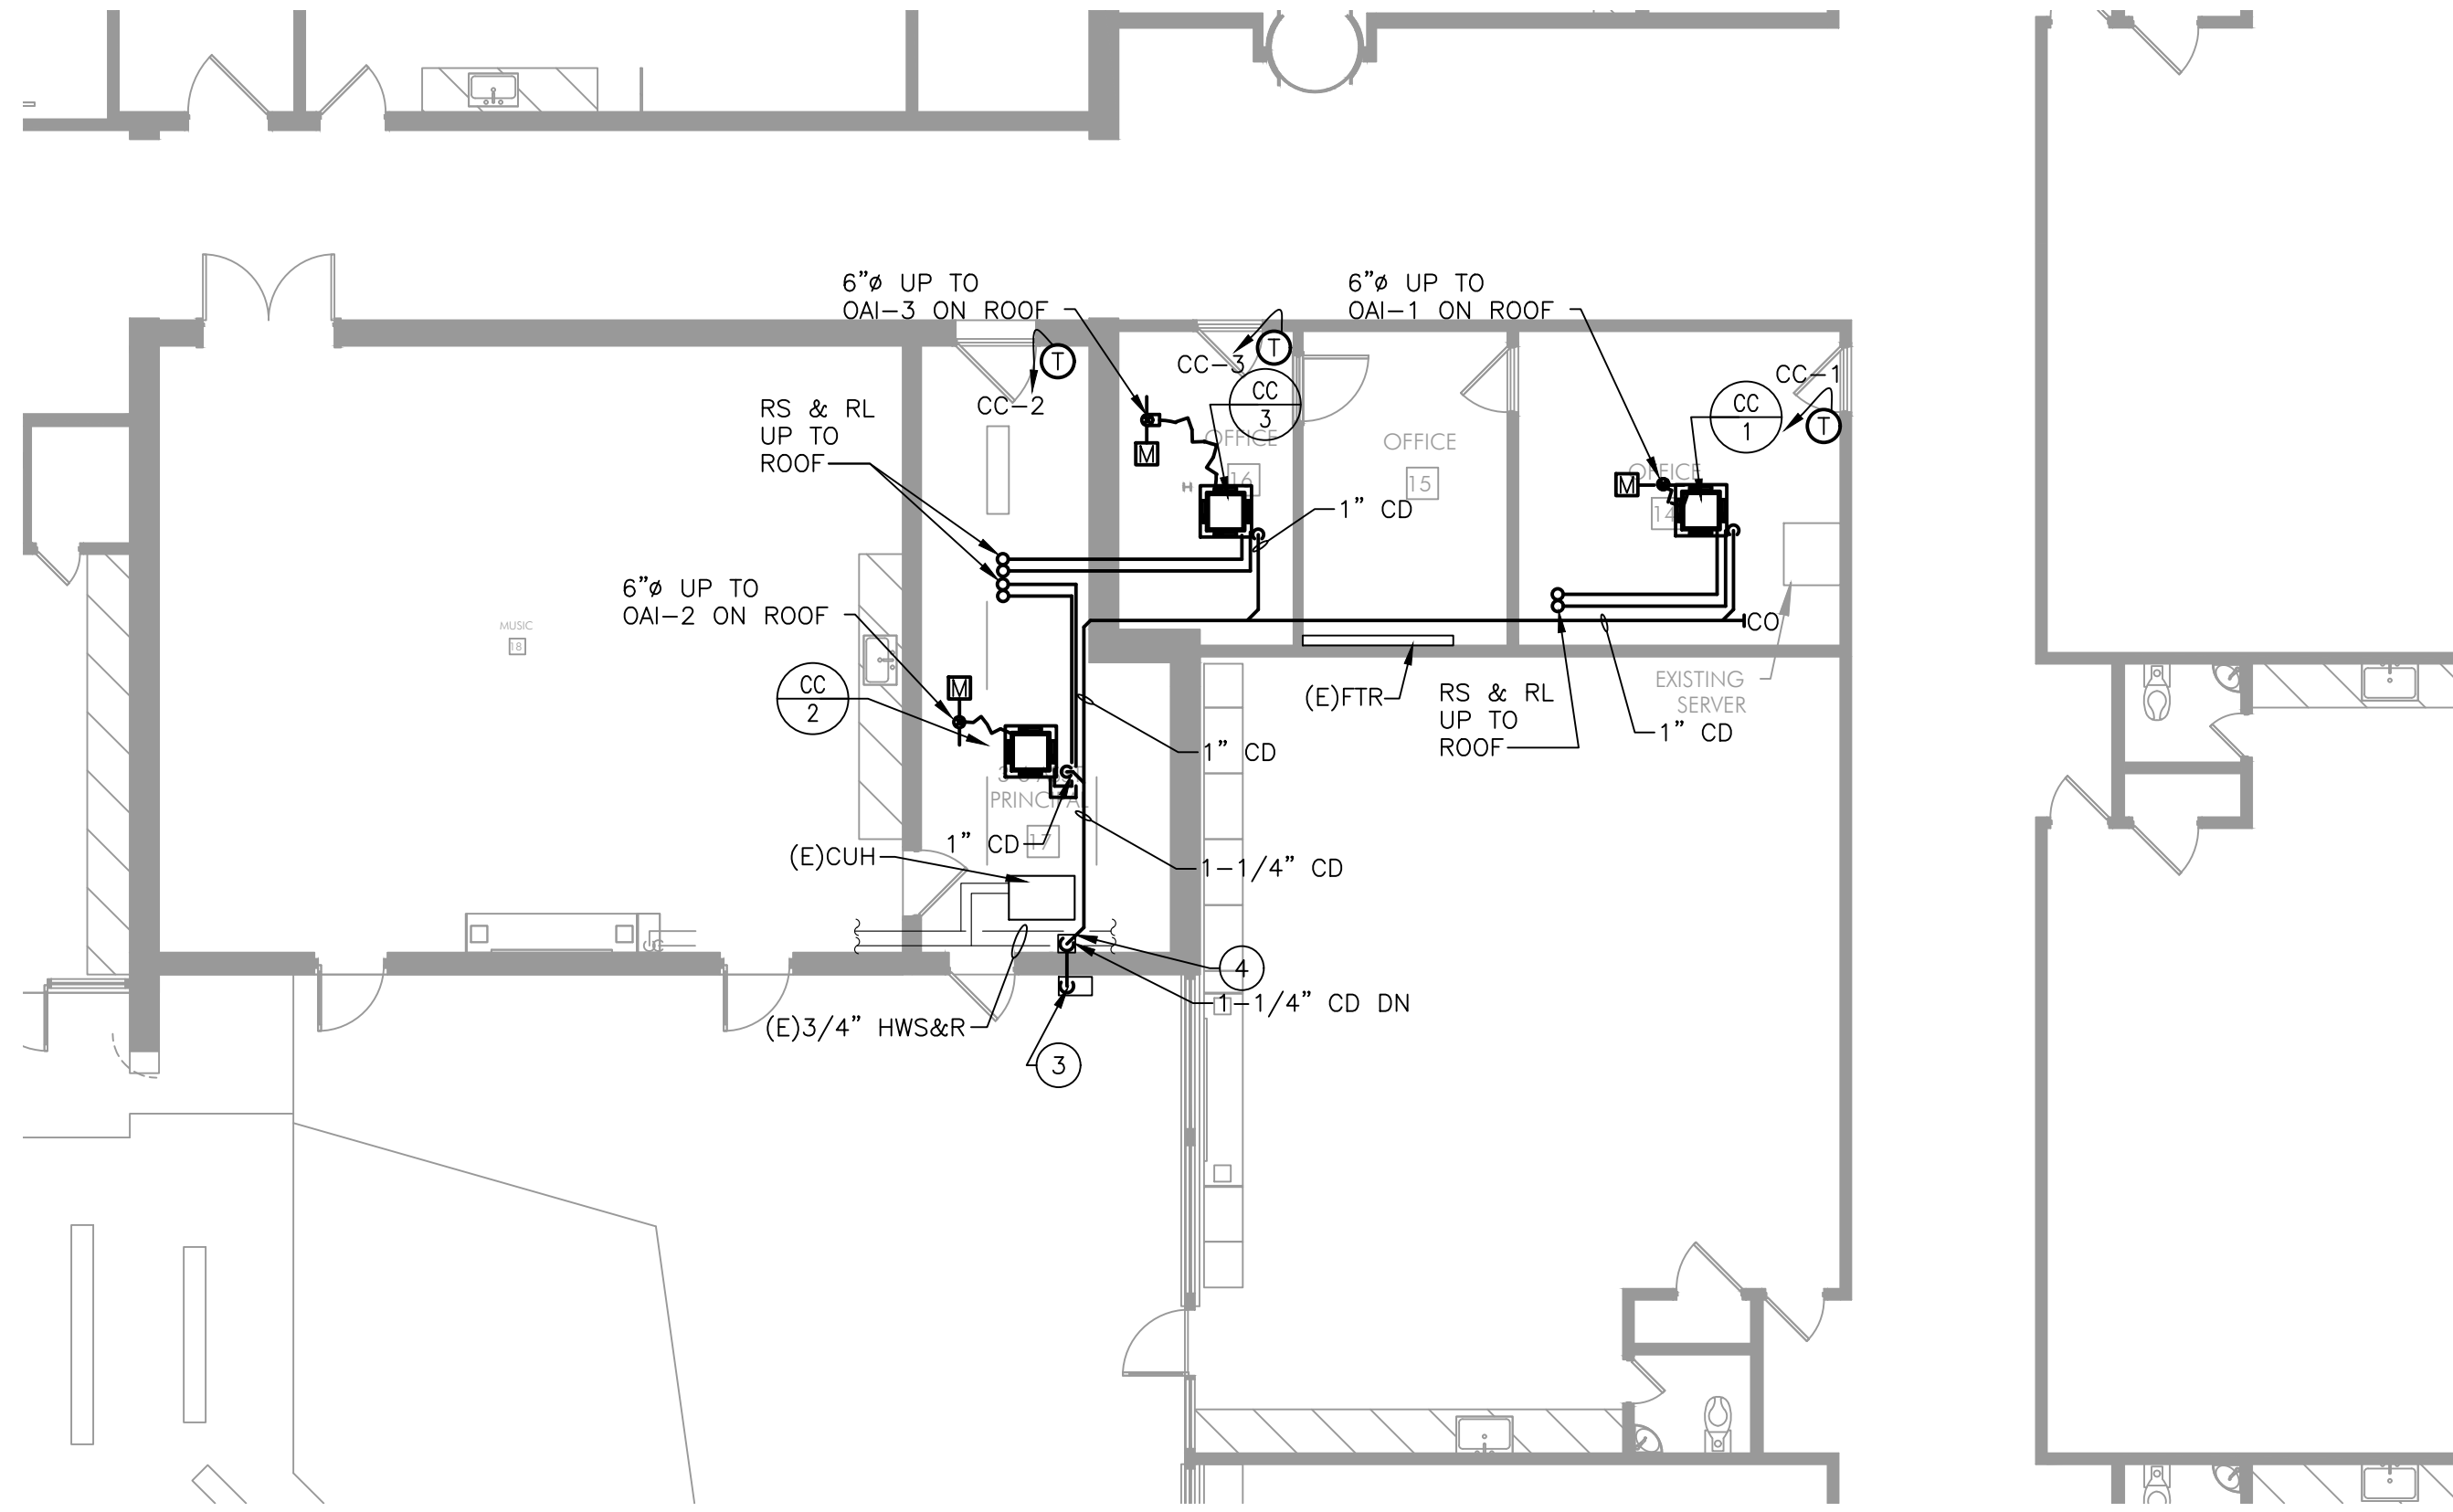 6"ø UP TO
OAI-3 ON ROOF
6"ø UP TO
OAI-1 ON ROOF
T
CC-3
T
CC-2
CC
3
CC-1
CC
1
T
RS & RL
UP TO
ROOF
M
OFFICE
16
OFFICE
15
OFFICE
14
M
1" CD
6"ø UP TO
OAI-2 ON ROOF
MUSIC
18
CO
CC
2
M
(E)FTR
RS & RL
UP TO
ROOF
EXISTING
SERVER
1" CD
1" CD
PRINCIPAL
17
1" CD
(E)CUH
1-1/4" CD
4
1-1/4" CD DN
(E)3/4" HWS&R
3